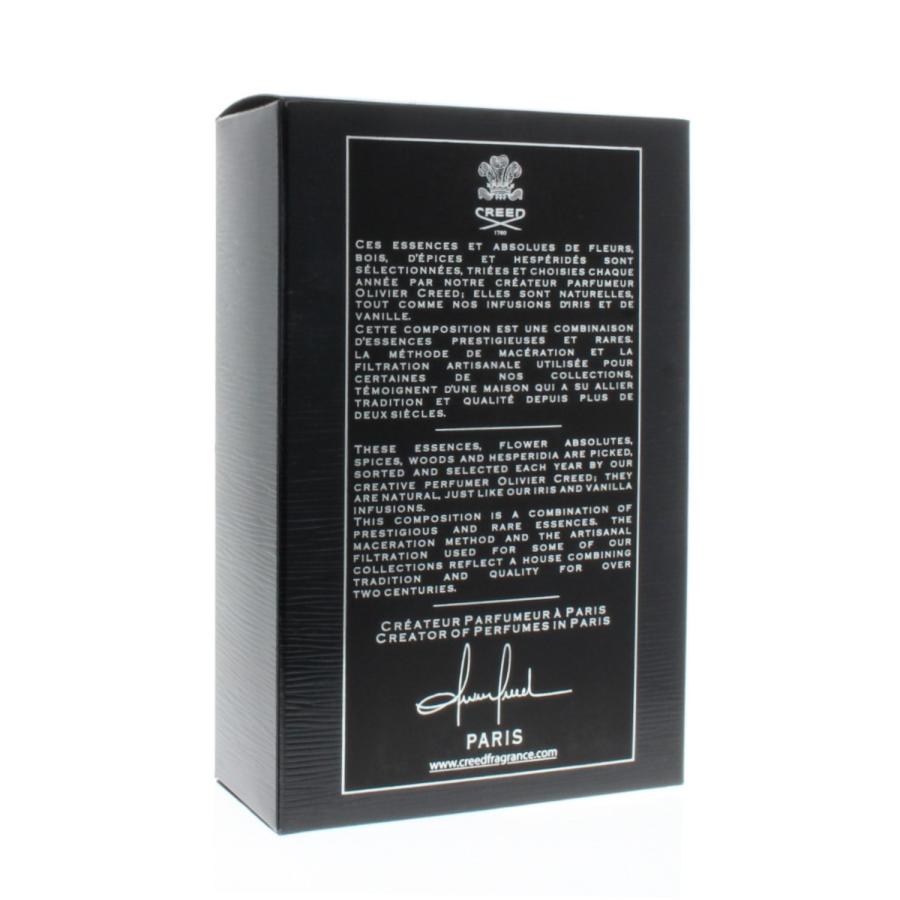 CREED
1760
CES ESSENCES ET ABSOLUES DE FLEURS,
BOIS, D'ÉPICES ET HESPÉRIDÉS SONT
SÉLECTIONNÉES, TRIÉES ET CHOISIES CHAQUE
ANNÉE PAR NOTRE CRÉATEUR PARFUMEUR
OLIVIER CREED; ELLES SONT NATURELLES,
TOUT COMME NOS INFUSIONS D'IRIS ET DE
VANILLE.
CETTE COMPOSITION EST UNE COMBINAISON
D'ESSENCES PRESTIGIEUSES ET RARES.
LA MÉTHODE DE MACÉRATION ET LA
FILTRATION ARTISANALE UTILISÉE POUR
CERTAINES DE NOS COLLECTIONS,
TÉMOIGNENT D'UNE MAISON QUI A SU ALLIER
TRADITION ET QUALITÉ DEPUIS PLUS DE
DEUX SIÈCLES.
THESE ESSENCES, FLOWER ABSOLUTES,
SPICES, WOODS AND HESPERIDIA ARE PICKED,
SORTED AND SELECTED EACH YEAR BY OUR
CREATIVE PERFUMER OLIVIER CREED; THEY
ARE NATURAL, JUST LIKE OUR IRIS AND VANILLA
INFUSIONS.
THIS COMPOSITION IS A COMBINATION OF
PRESTIGIOUS AND RARE ESSENCES. THE
MACERATION METHOD AND THE ARTISANAL
FILTRATION USED FOR SOME OF OUR
COLLECTIONS REFLECT A HOUSE COMBINING
TRADITION AND QUALITY FOR OVER
TWO CENTURIES.
CRÉATEUR PARFUMEUR À PARIS
CREATOR OF PERFUMES IN PARIS
Olivier Creed
PARIS
www.creedfragrance.com